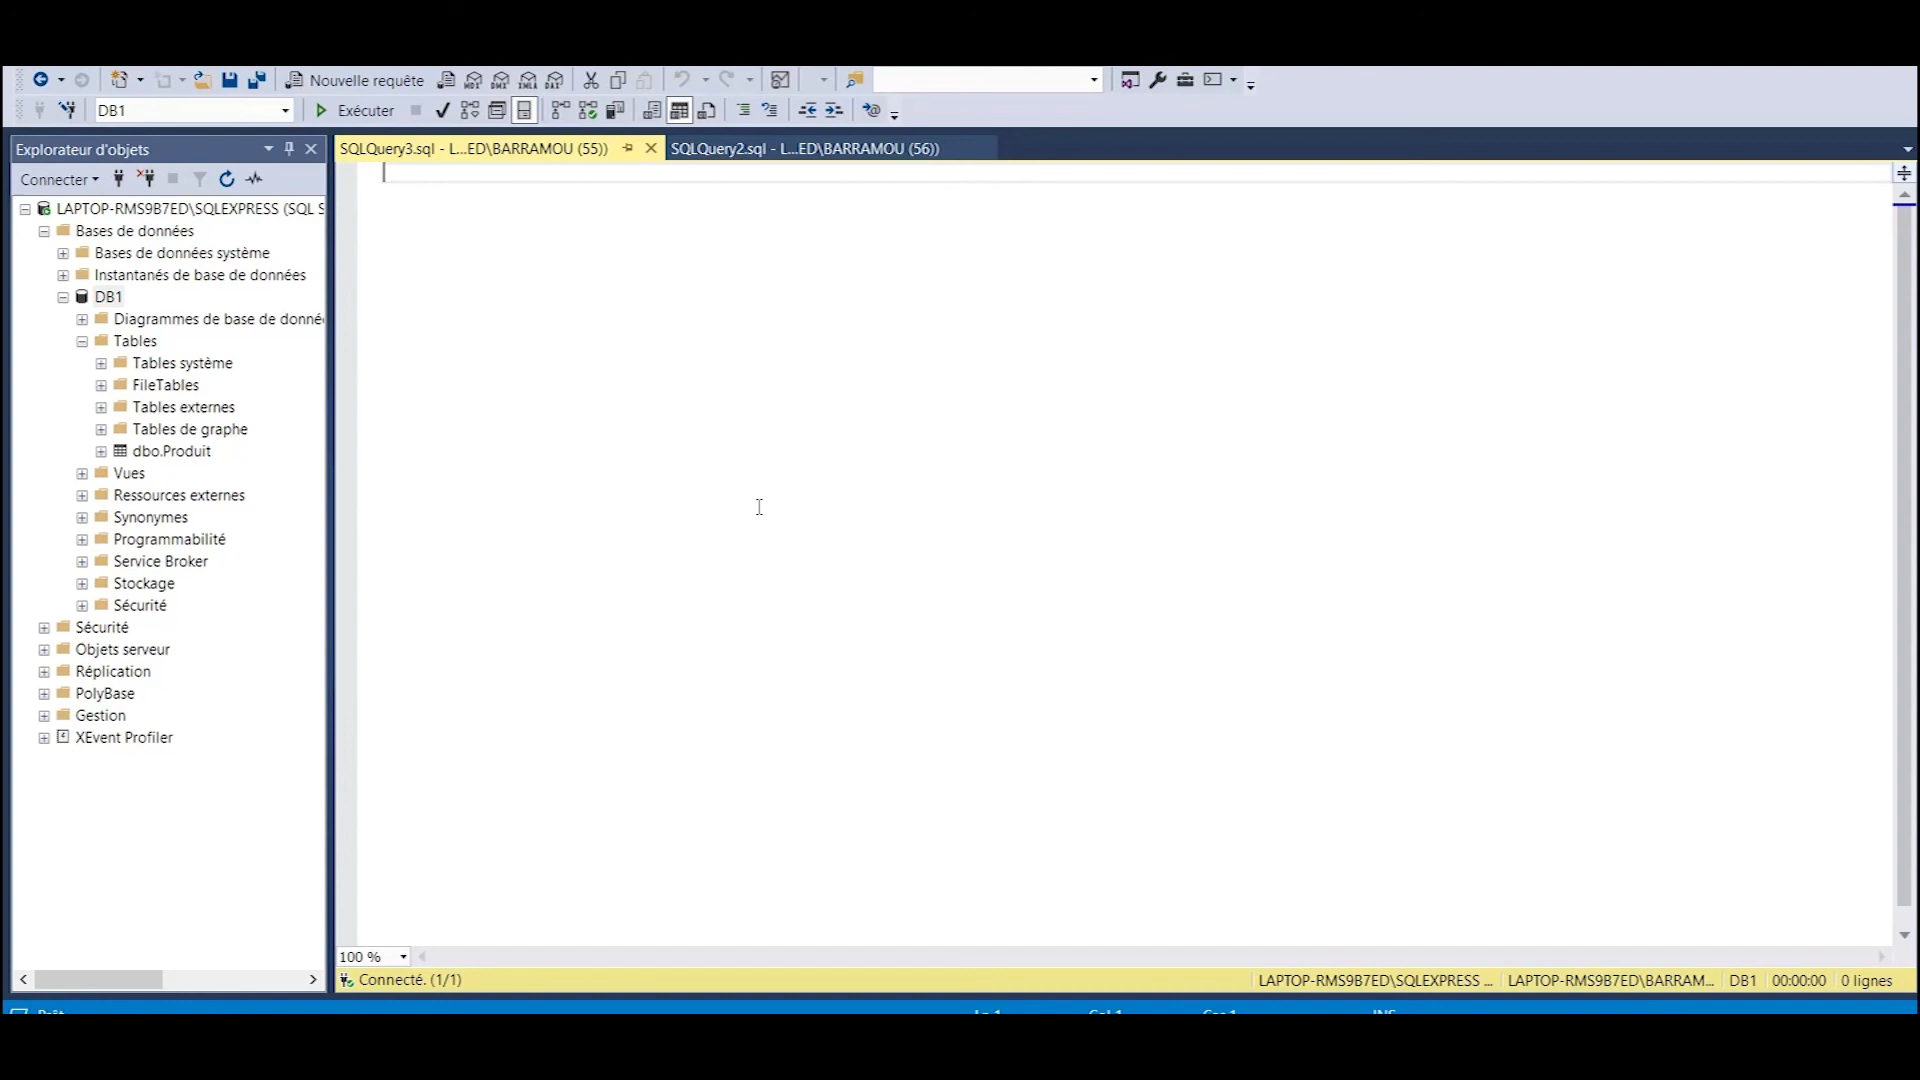 Nouvelle requête
DB1
Exécuter
Explorateur d'objets
SQLQuery3.sql - L...ED\BARRAMOU (55))
SQLQuery2.sql - L...ED\BARRAMOU (56))
Connecter
LAPTOP-RMS9B7ED\SQLEXPRESS (SQL S
Bases de données
Bases de données système
Instantanés de base de données
DB1
Diagrammes de base de donné
Tables
Tables système
FileTables
Tables externes
Tables de graphe
dbo.Produit
Vues
Ressources externes
Synonymes
Programmabilité
Service Broker
Stockage
Sécurité
Sécurité
Objets serveur
Réplication
PolyBase
Gestion
XEvent Profiler
100 %
Connecté. (1/1)
LAPTOP-RMS9B7ED\SQLEXPRESS ...
LAPTOP-RMS9B7ED\BARRAM...
DB1
00:00:00
0 lignes